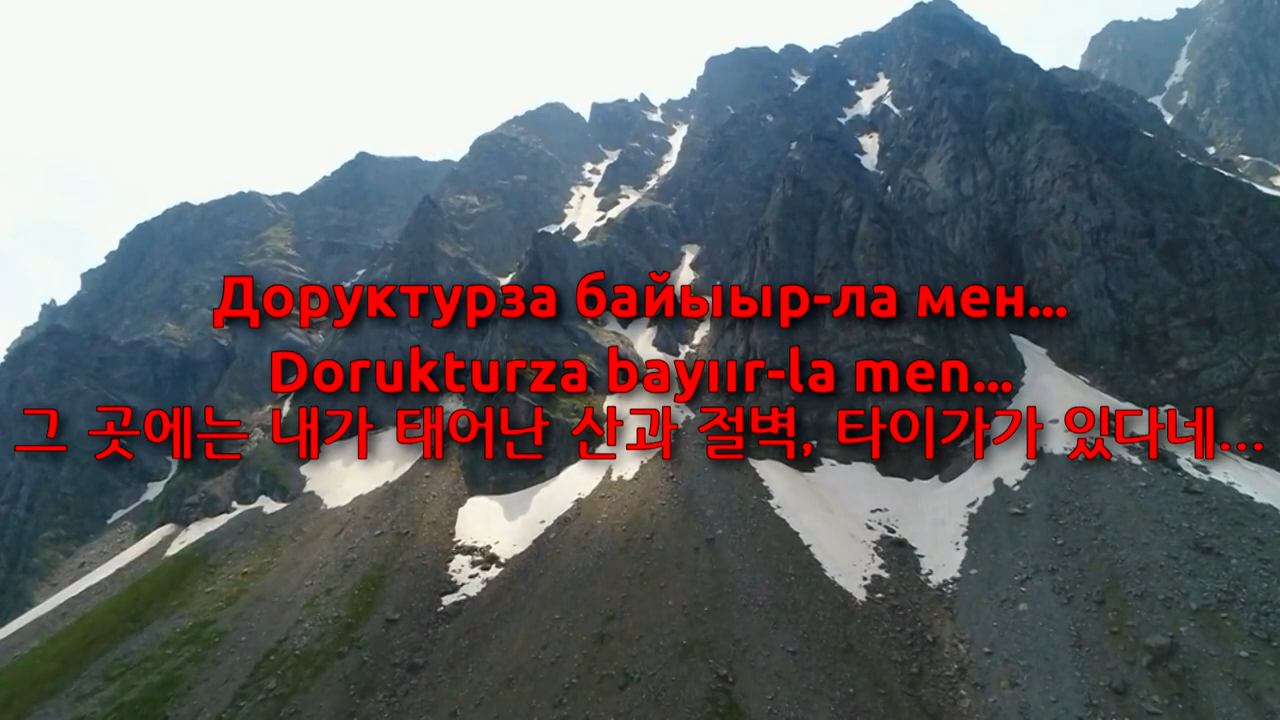 Доруктурза байыыр-ла мен...
Dorukturza bayıır-la men...
그 곳에는 내가 태어난 산과 절벽, 타이가가 있다네...